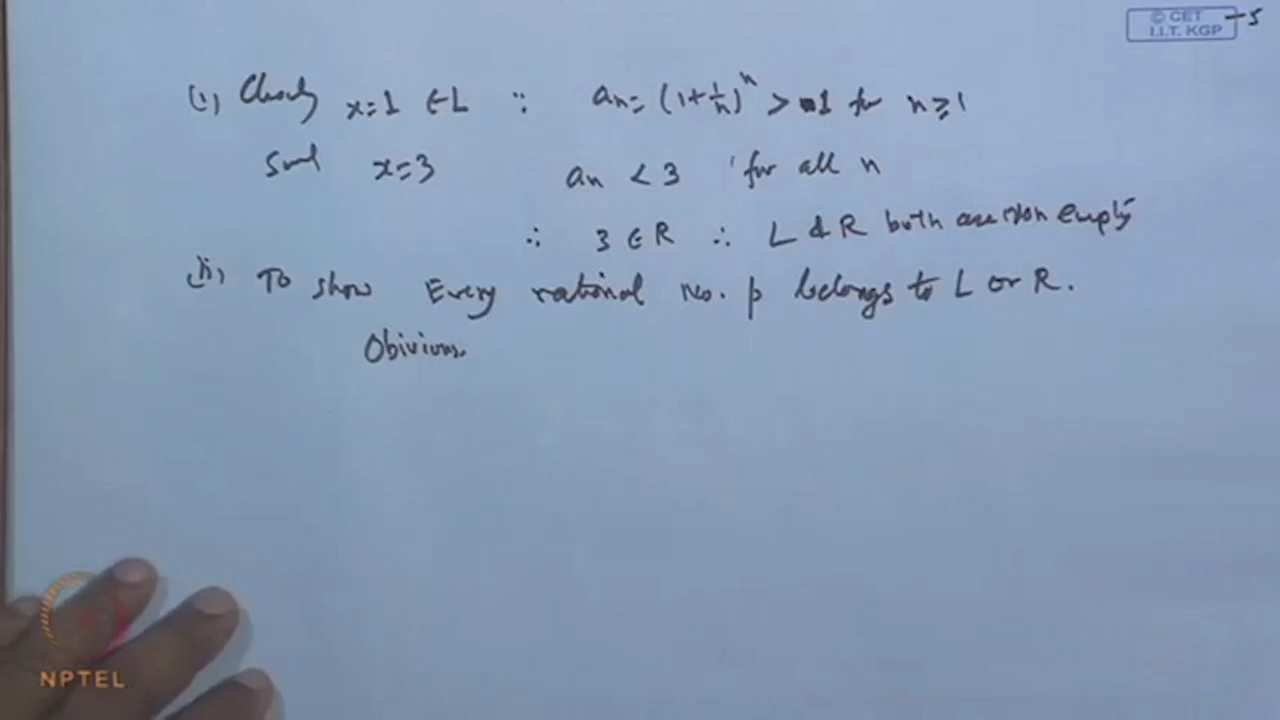 © CET
I.I.T. KGP
-5
(i) Clearly x=1 ∈ L ∵ aₙ = (1+1/n)ⁿ > 1 for n ≥ 1
x=3 aₙ < 3 for all n
∴ 3 ∈ R ∴ L & R both are non empty
(ii) To show Every rational No. p belongs to L or R.
Obivious.
NPTEL